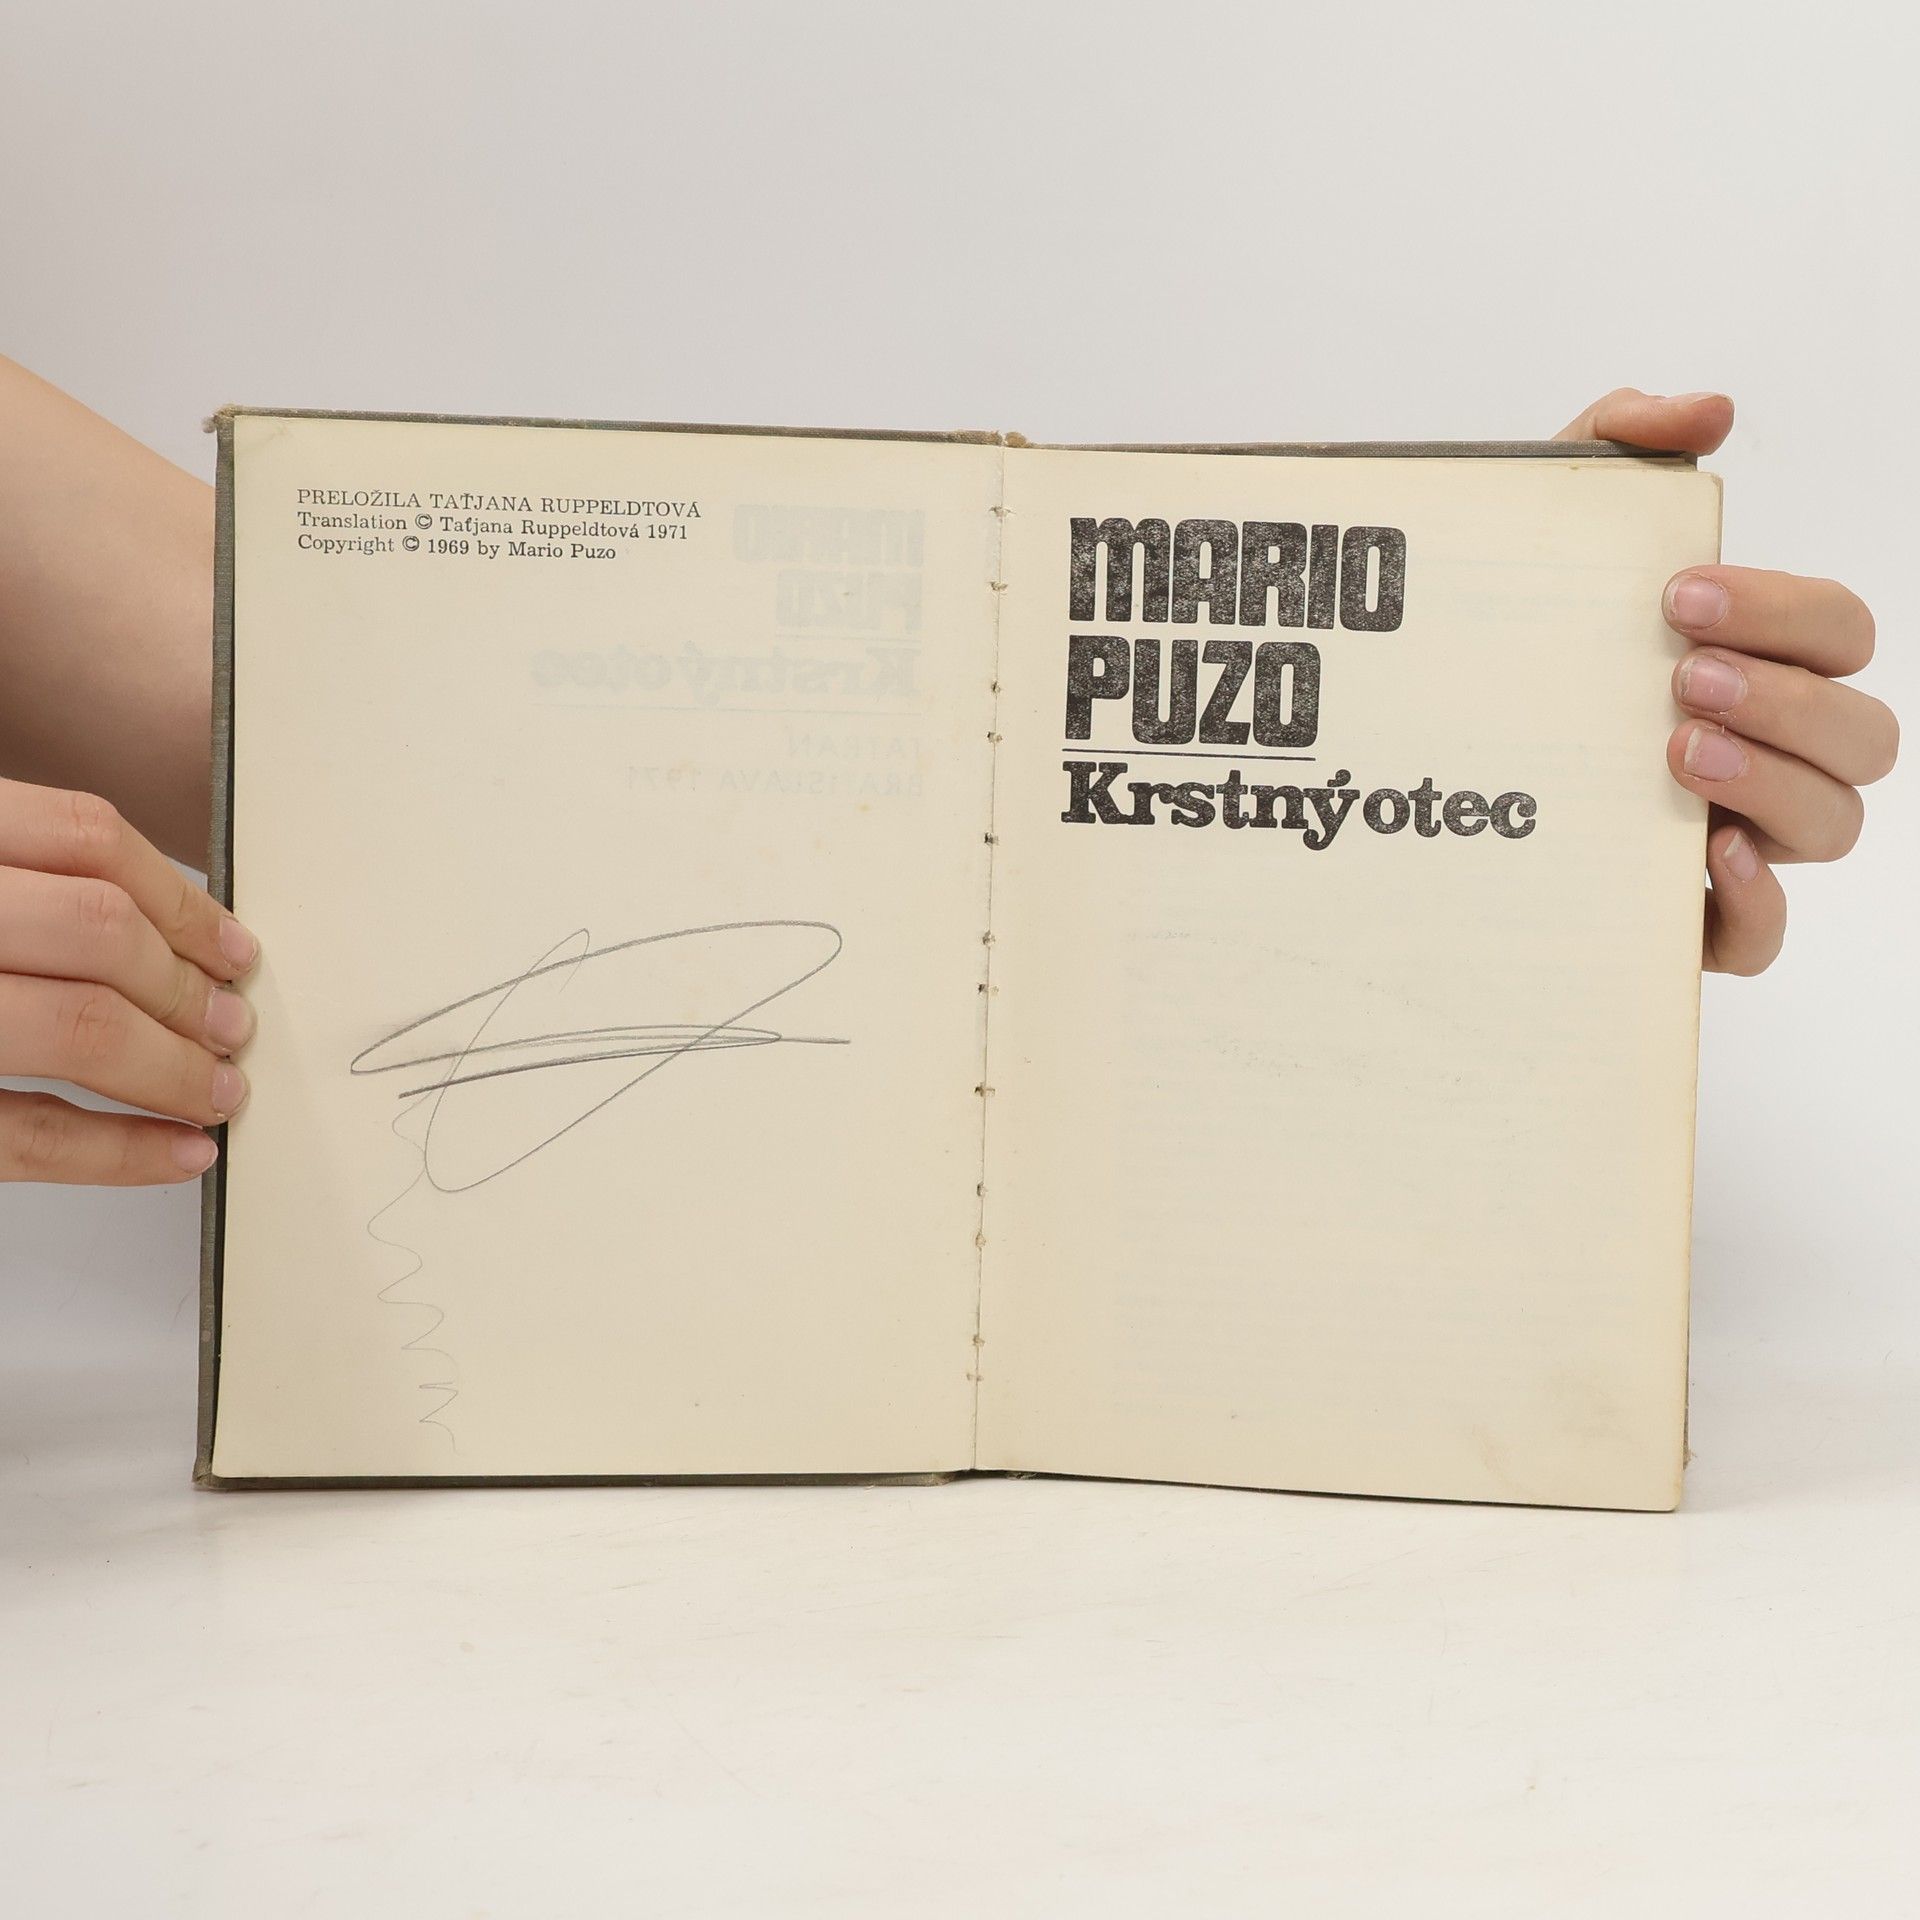 PRELOŽILA TAŤJANA RUPPELDTOVÁ
Translation © Taťjana Ruppeldtová 1971
Copyright © 1969 by Mario Puzo
MARIO
PUZO
Krstný otec